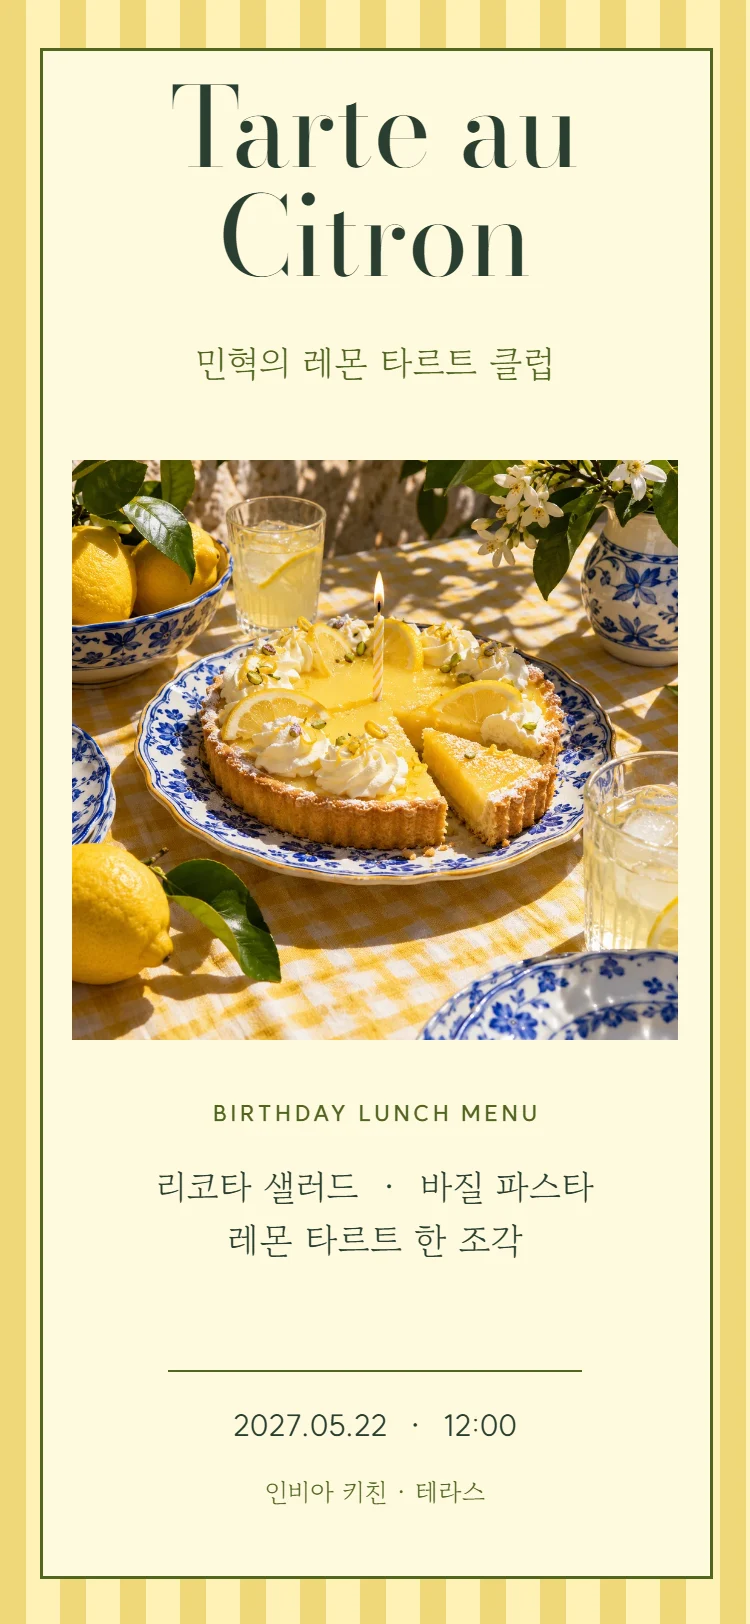 Tarte au
Citron
민혁의 레몬 타르트 클럽
BIRTHDAY LUNCH MENU
리코타 샐러드 · 바질 파스타
레몬 타르트 한 조각
2027.05.22 · 12:00
인비아 키친 · 테라스